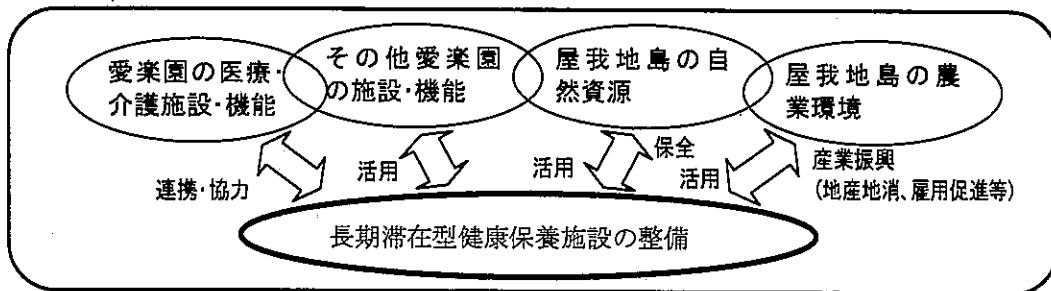 愛楽園の医療・
介護施設・機能
その他愛楽園
の施設・機能
屋我地島の自
然資源
屋我地島の農
業環境
連携・協力
活用
活用
保全
活用
産業振興
(地産地消、雇用促進等)
長期滞在型健康保養施設の整備